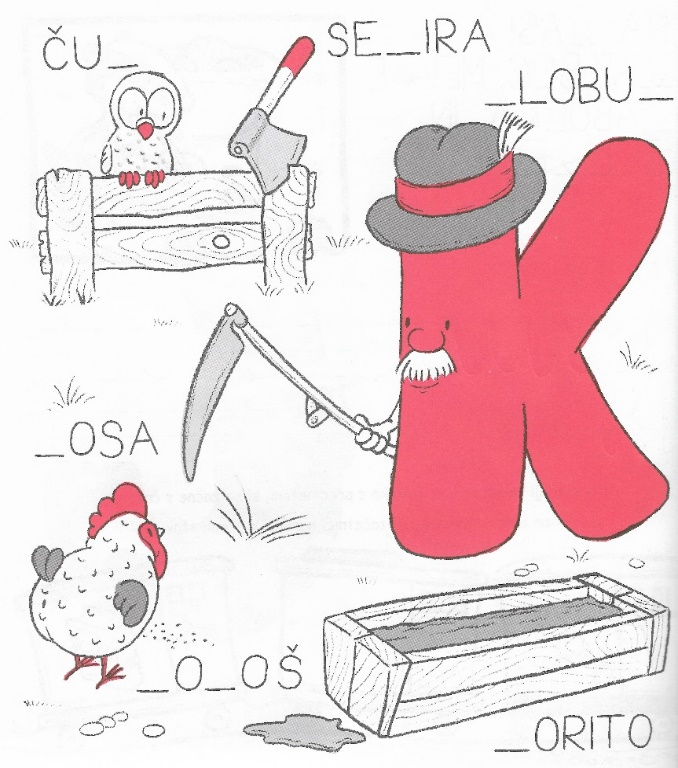 ČU_
SE_IRA
_LOBU_
K
_OSA
_O_OŠ
_ORITO